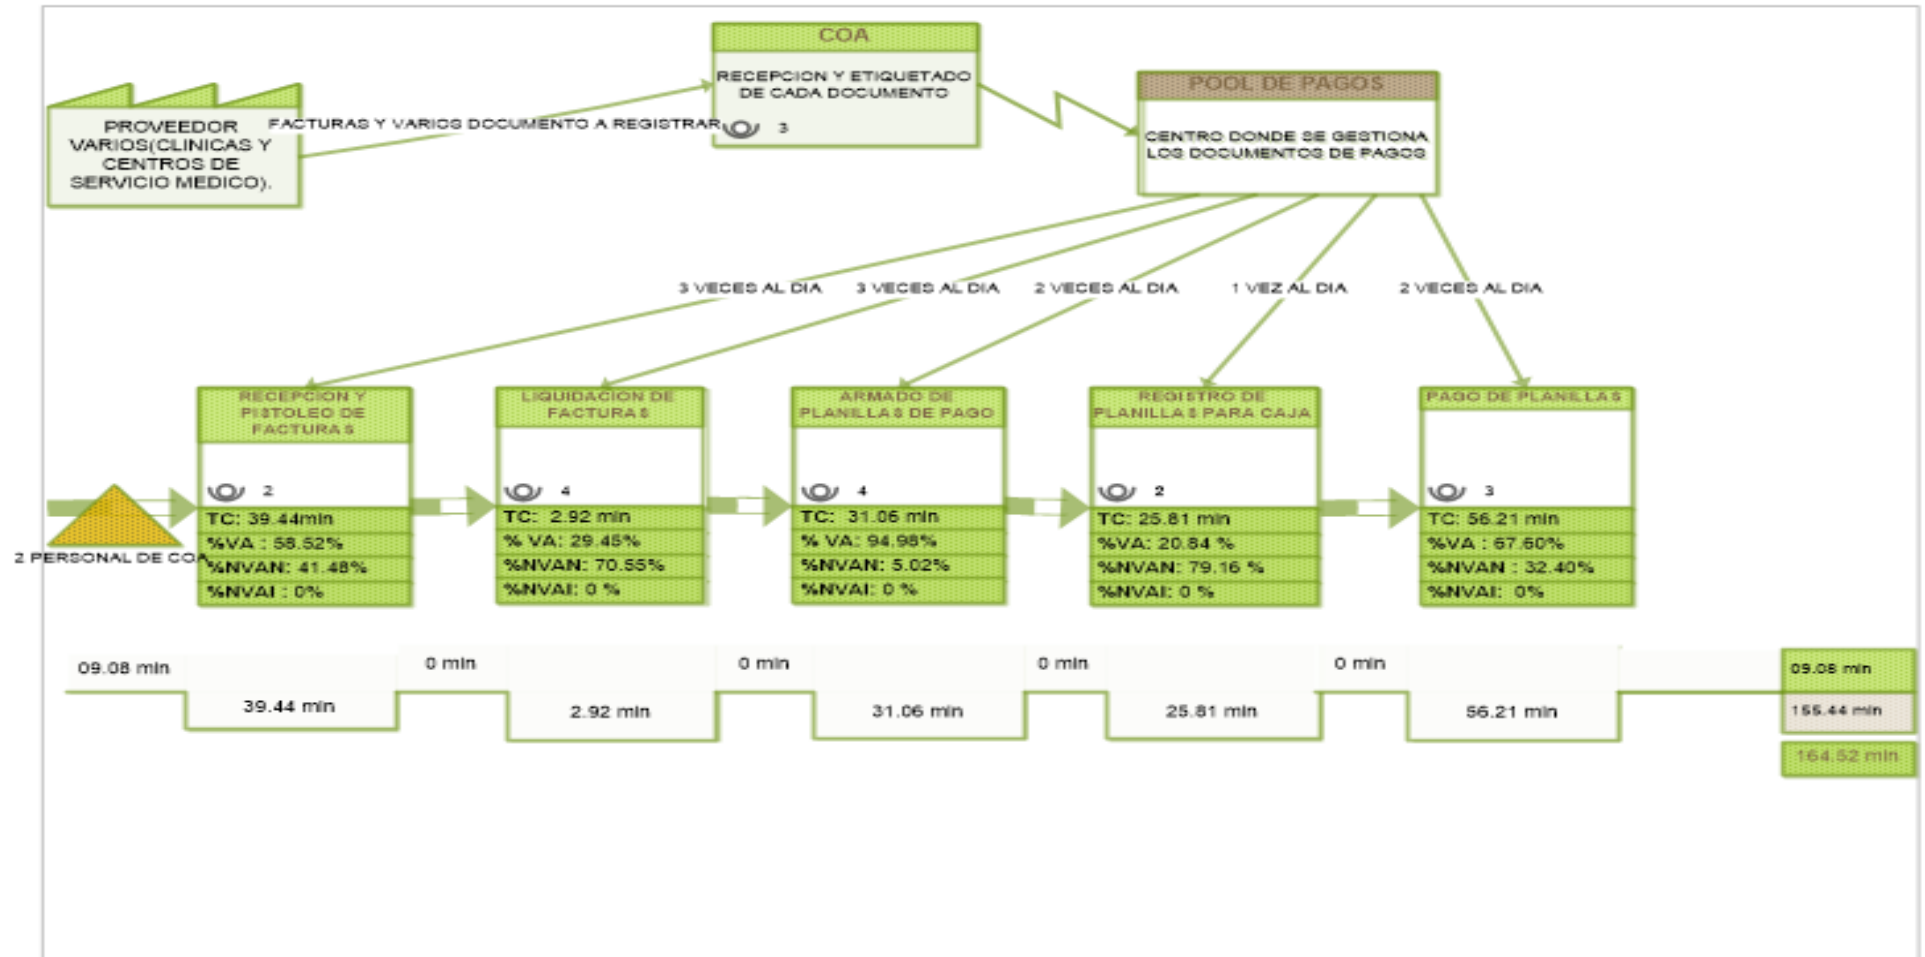 COA
RECEPCION Y ETIQUETADO
DE CADA DOCUMENTO
3
POOL DE PAGOS
CENTRO DONDE SE GESTIONA
LOS DOCUMENTOS DE PAGOS
PROVEEDOR
VARIOS(CLINICAS Y
CENTROS DE
SERVICIO MEDICO).
FACTURAS Y VARIOS DOCUMENTO A REGISTRAR
3 VECES AL DIA
3 VECES AL DIA
2 VECES AL DIA
1 VEZ AL DIA
2 VECES AL DIA
2 PERSONAL DE COA
RECEPCION Y
PISTOLEO DE
FACTURAS
2
TC: 39.44min
%VA : 58.52%
%NVAN: 41.48%
%NVAI : 0%
LIQUIDACION DE
FACTURAS
4
TC: 2.92 min
% VA: 29.45%
%NVAN: 70.55%
%NVAI: 0 %
ARMADO DE
PLANILLAS DE PAGO
4
TC: 31.06 min
% VA: 94.98%
%NVAN: 5.02%
%NVAI: 0 %
REGISTRO DE
PLANILLAS PARA CAJA
2
TC: 25.81 min
%VA: 20.84 %
%NVAN: 79.16 %
%NVAI: 0 %
PAGO DE PLANILLAS
3
TC: 56.21 min
%VA : 67.60%
%NVAN : 32.40%
%NVAI: 0%
09.08 min
0 min
0 min
0 min
0 min
09.08 min
39.44 min
2.92 min
31.06 min
25.81 min
56.21 min
155.44 min
164.52 min